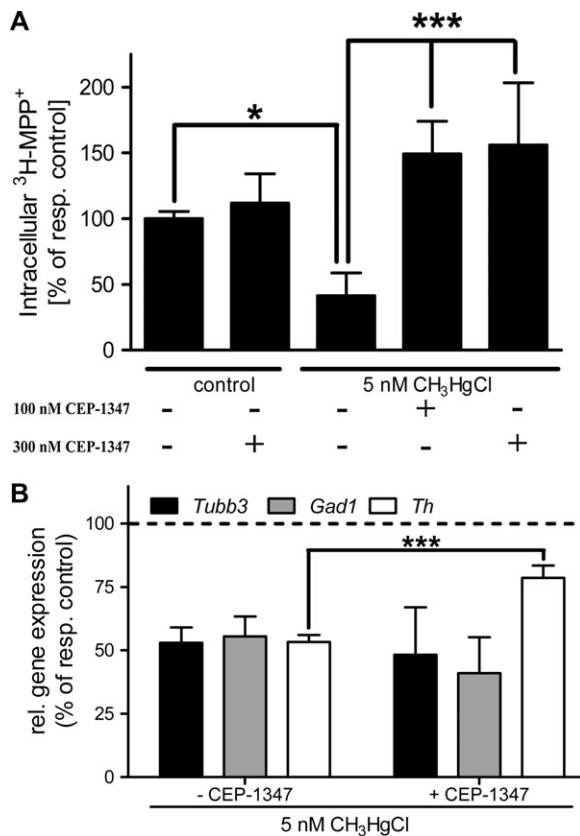 A
***
*
Intracellular ³H-MPP⁺
[% of resp. control]
200
150
100
50
0
control
5 nM CH₃HgCl
100 nM CEP-1347 - - - + -
300 nM CEP-1347 - + - - +
B
Tubb3 Gad1 Th
***
rel. gene expression
(% of resp. control)
100
75
50
25
0
- CEP-1347 + CEP-1347
5 nM CH₃HgCl